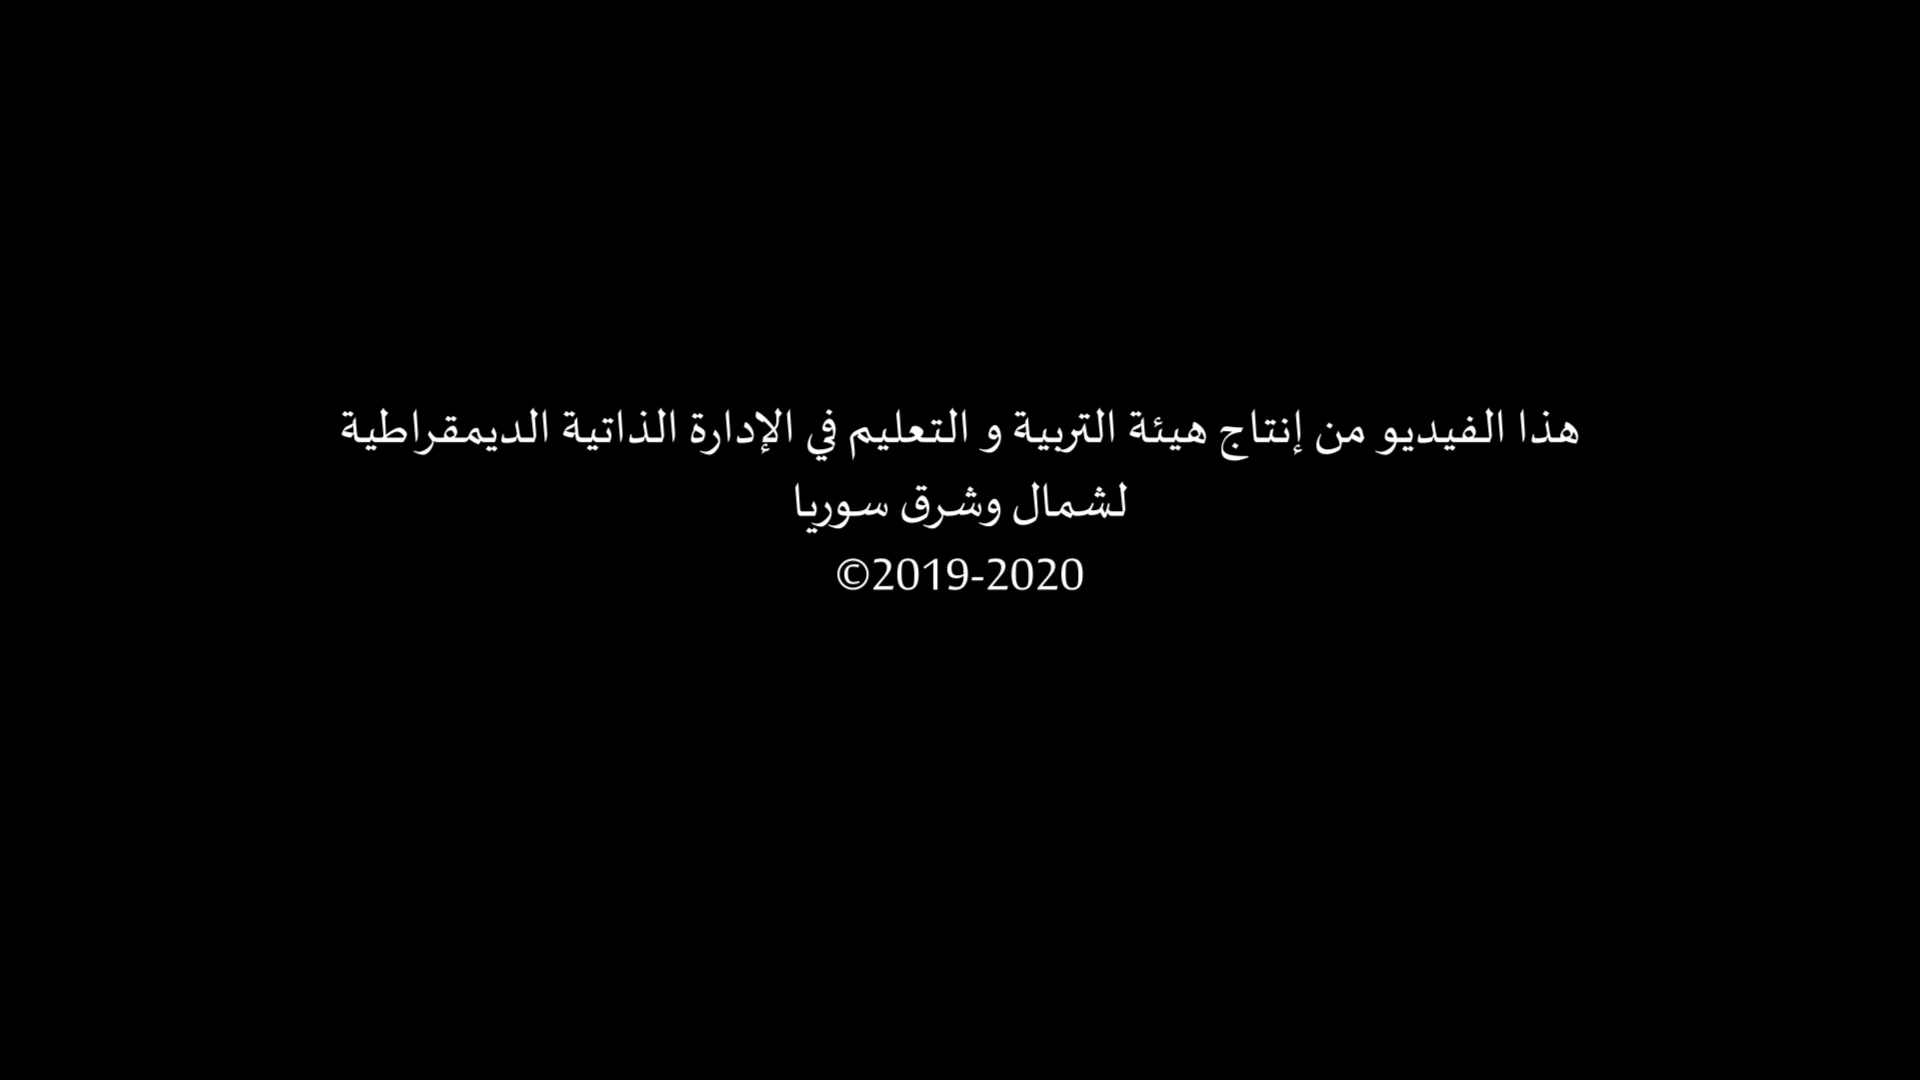 هذا الفيديو من إنتاج هيئة التربية و التعليم في الإدارة الذاتية الديمقراطية
لشمال وشرق سوريا
©2019-2020